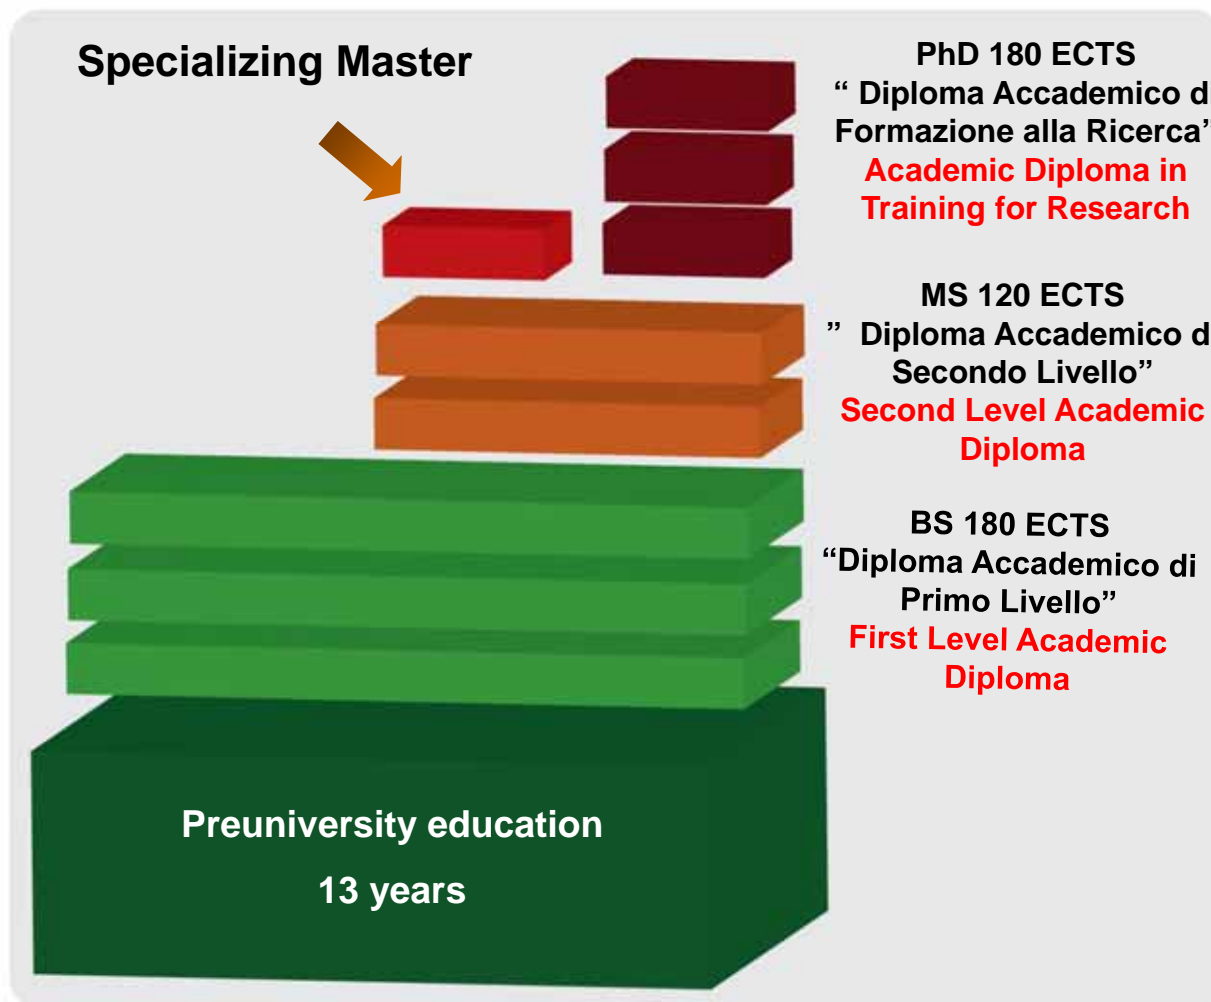 Specializing Master
PhD 180 ECTS
“ Diploma Accademico d
Formazione alla Ricerca”
Academic Diploma in
Training for Research
MS 120 ECTS
”  Diploma Accademico d
Secondo Livello”
Second Level Academic
Diploma
BS 180 ECTS
“Diploma Accademico di
Primo Livello”
First Level Academic
Diploma
Preuniversity education
13 years